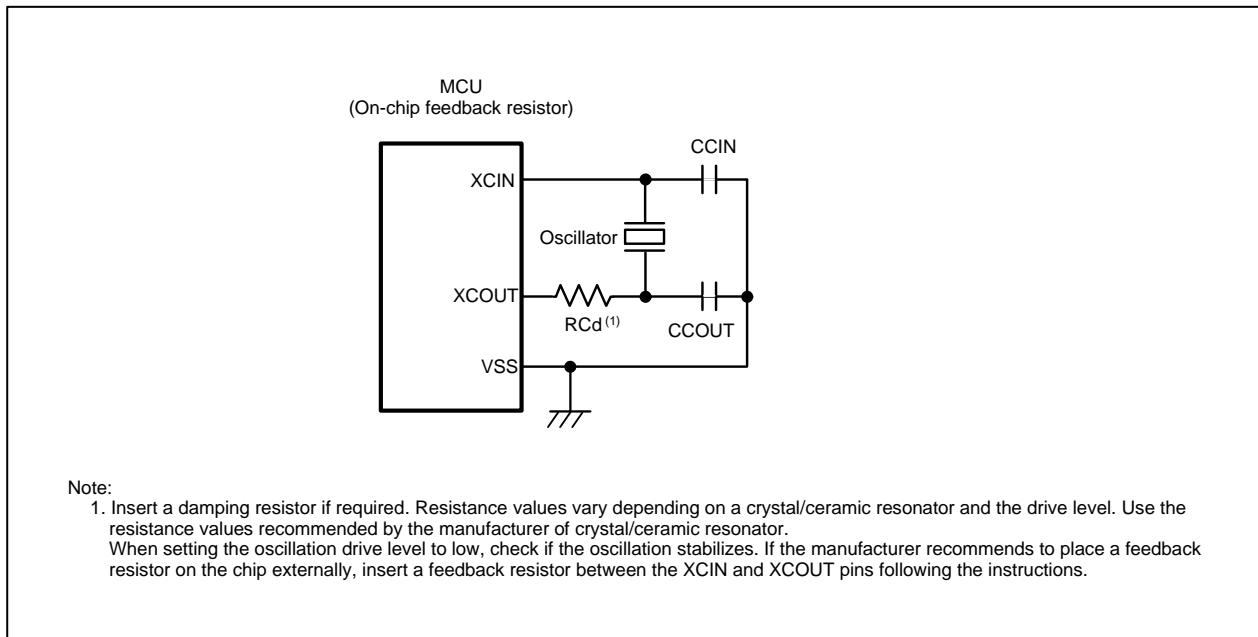 MCU
(On-chip feedback resistor)
CCIN
XCIN
Oscillator
XCOUT
RCd (1)
CCOUT
VSS
Note:
1. Insert a damping resistor if required. Resistance values vary depending on a crystal/ceramic resonator and the drive level. Use the
resistance values recommended by the manufacturer of crystal/ceramic resonator.
When setting the oscillation drive level to low, check if the oscillation stabilizes. If the manufacturer recommends to place a feedback
resistor on the chip externally, insert a feedback resistor between the XCIN and XCOUT pins following the instructions.